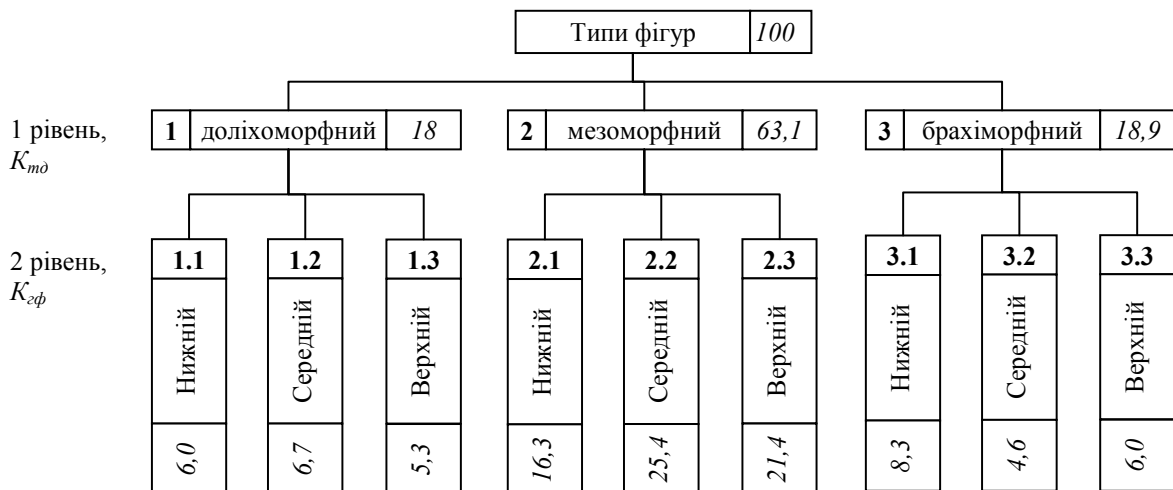 Типи фігур 100
1 рівень,
K_тд
1 доліхоморфний 18
2 мезоморфний 63,1
3 брахіморфний 18,9
2 рівень,
K_гф
1.1 1.2 1.3 2.1 2.2 2.3 3.1 3.2 3.3
Нижній Середній Верхній Нижній Середній Верхній Нижній Середній Верхній
6,0 6,7 5,3 16,3 25,4 21,4 8,3 4,6 6,0